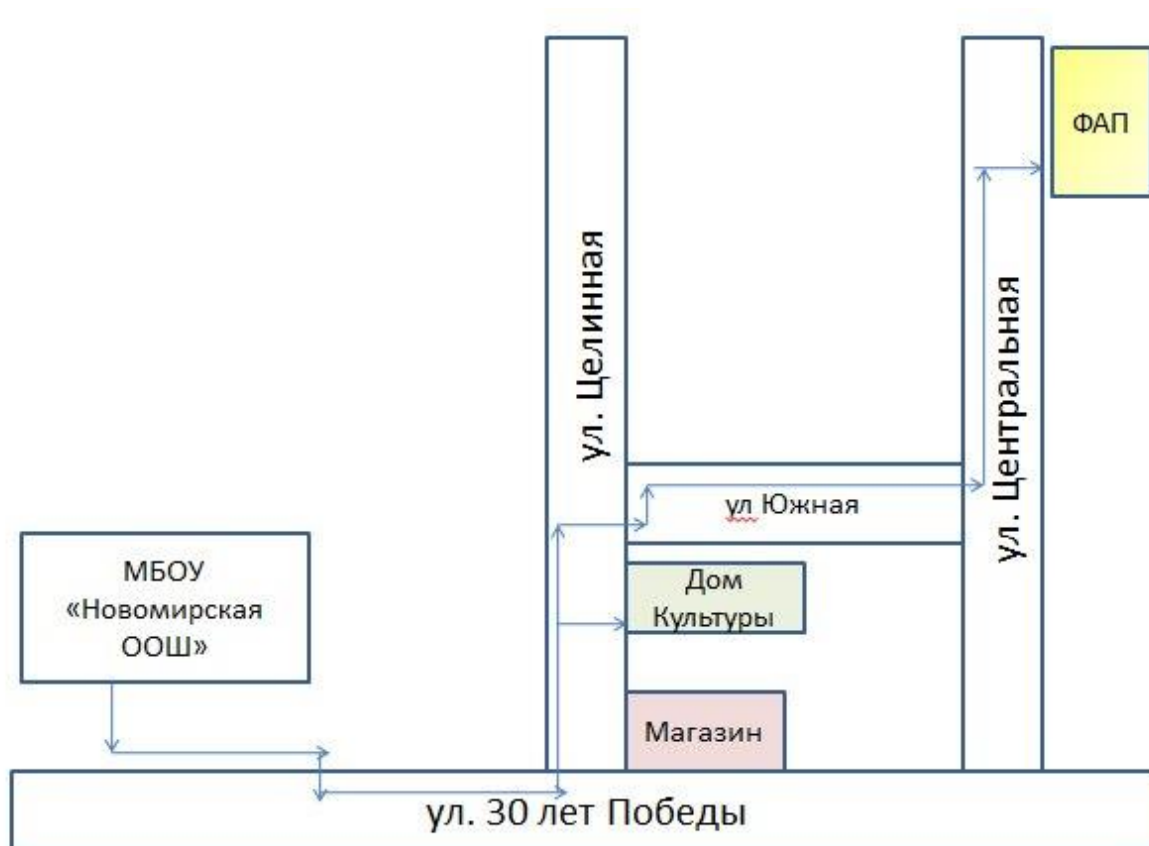 ФАП
ул. Целинная
ул. Центральная
ул Южная
МБОУ
«Новомирская
ООШ»
Дом
Культуры
Магазин
ул. 30 лет Победы